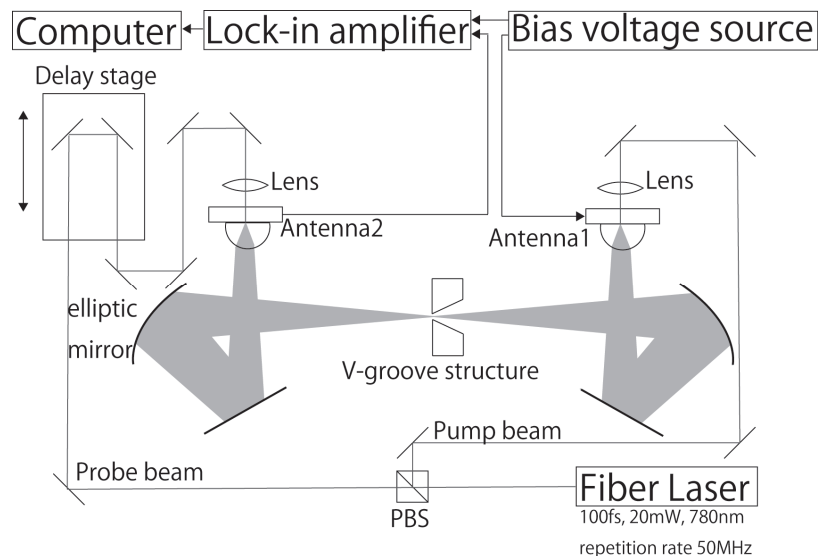 Computer
Lock-in amplifier
Bias voltage source
Delay stage
Lens
Lens
Antenna2
Antenna1
elliptic
mirror
V-groove structure
Pump beam
Probe beam
Fiber Laser
PBS
100fs, 20mW, 780nm
repetition rate 50MHz